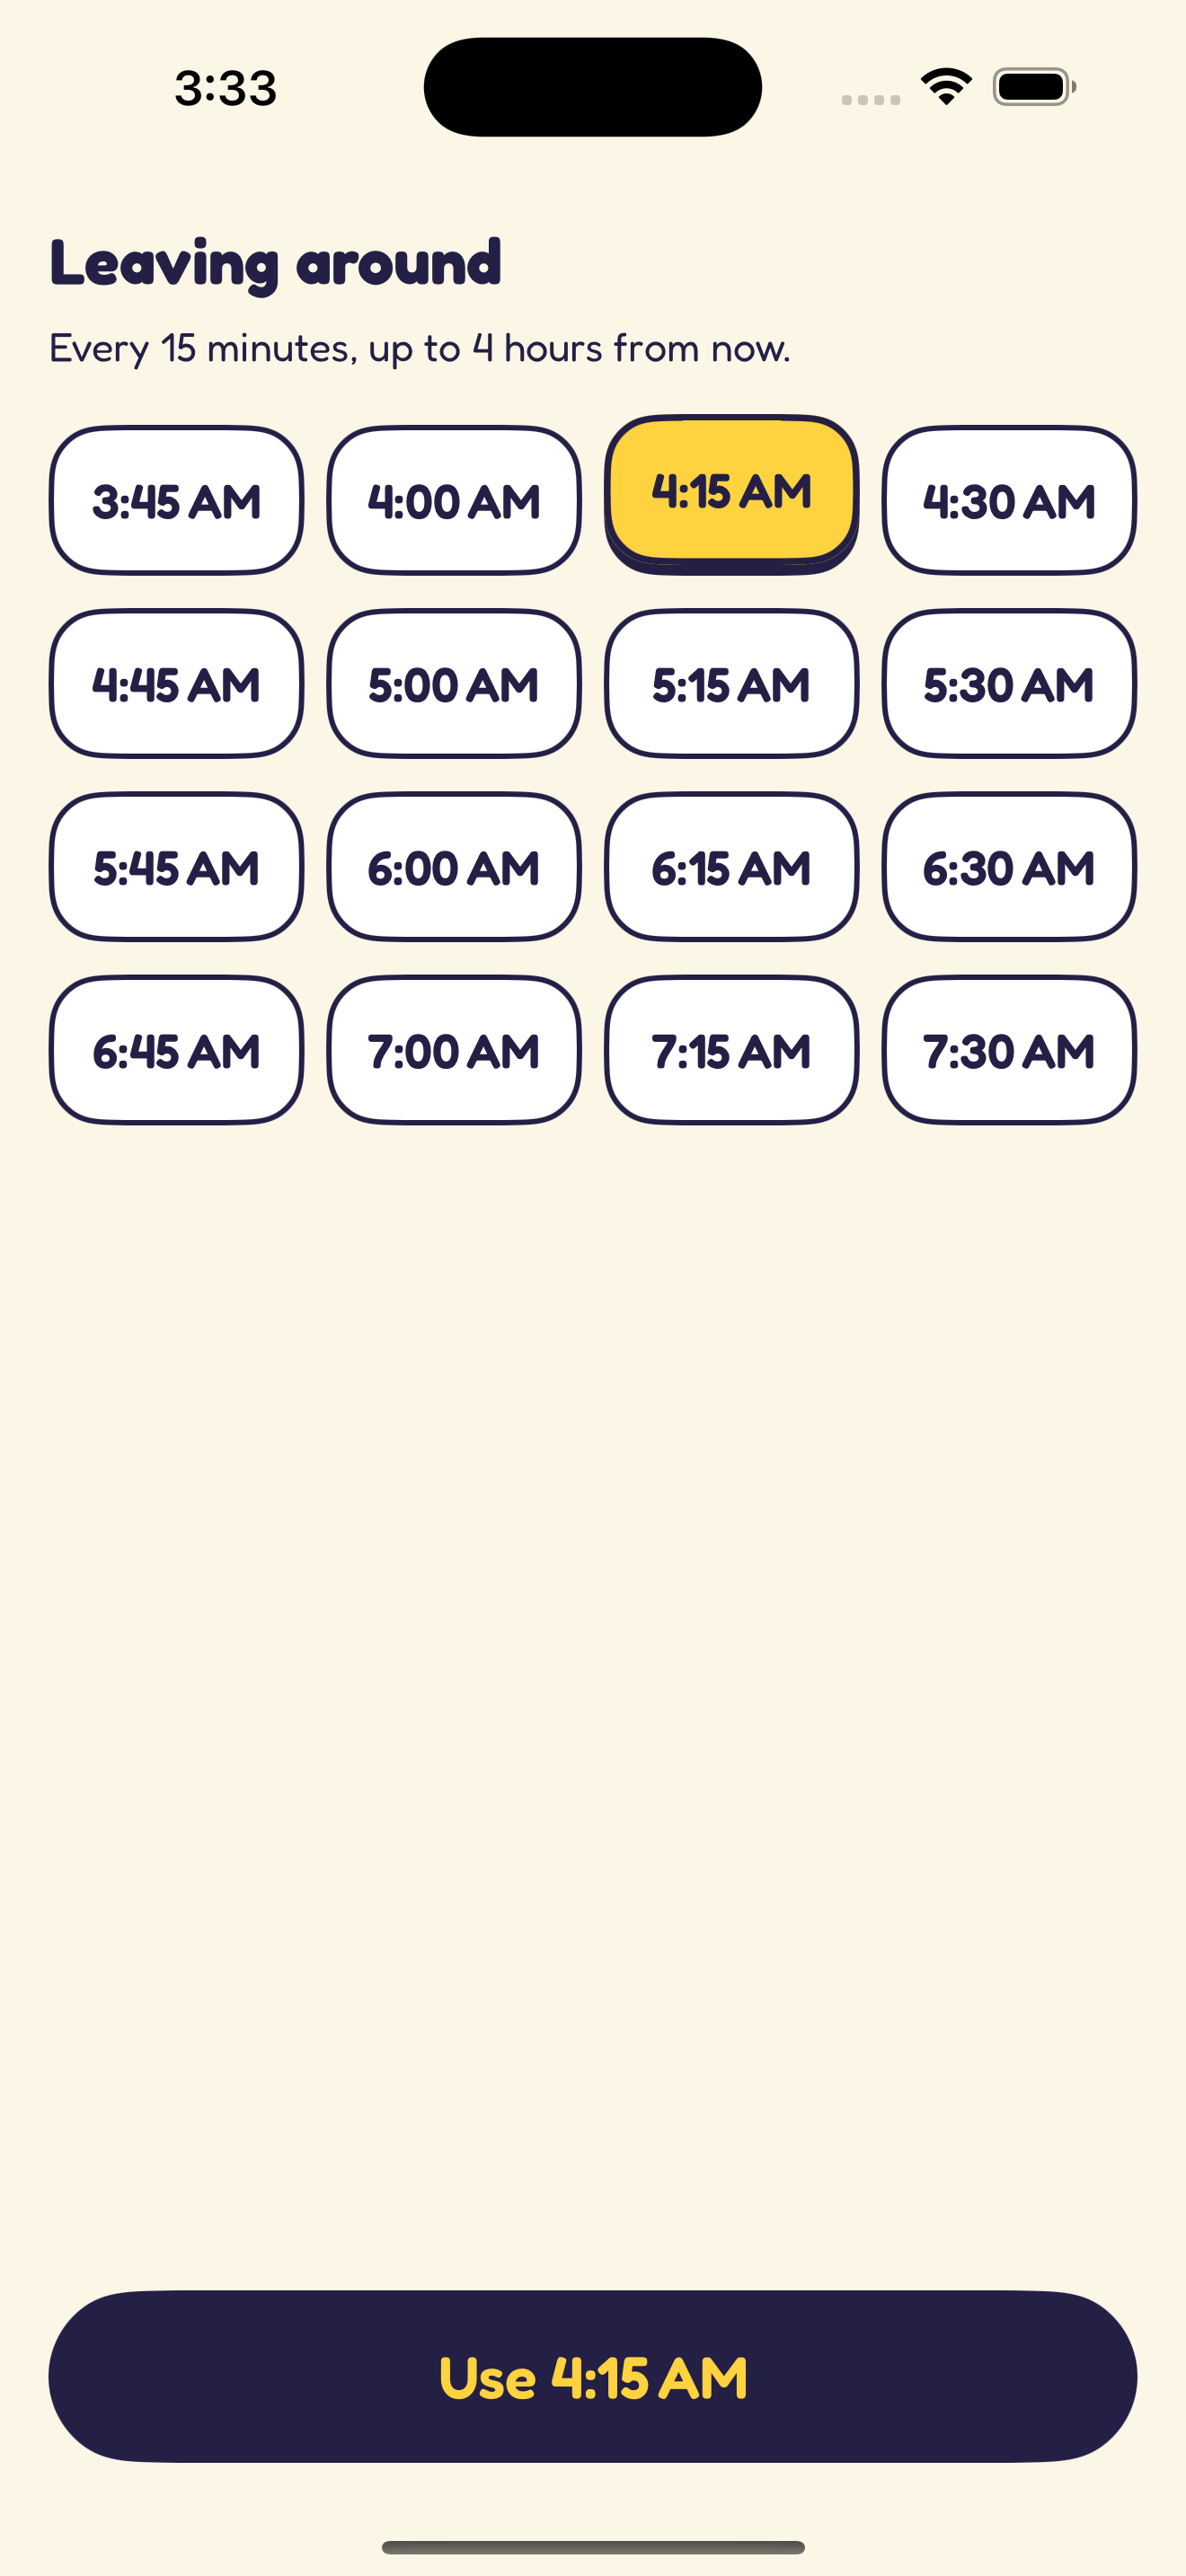 3:33
Leaving around
Every 15 minutes, up to 4 hours from now.
3:45 AM 4:00 AM 4:15 AM 4:30 AM
4:45 AM 5:00 AM 5:15 AM 5:30 AM
5:45 AM 6:00 AM 6:15 AM 6:30 AM
6:45 AM 7:00 AM 7:15 AM 7:30 AM
Use 4:15 AM